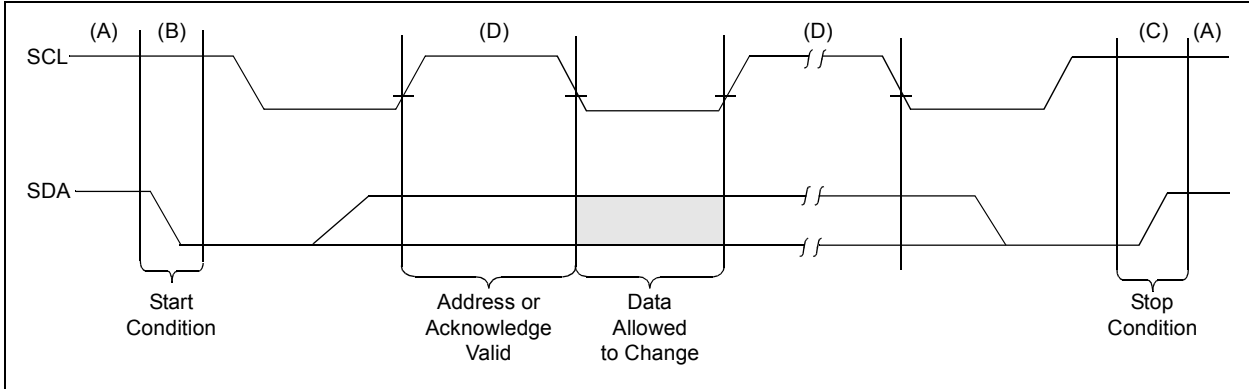 (A) (B) (D) (D) (C) (A)
SCL
SDA
Start
Condition
Address or
Acknowledge
Valid
Data
Allowed
to Change
Stop
Condition